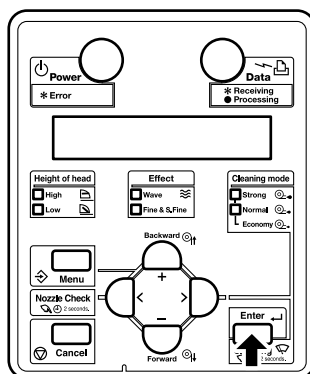 Power
Data
* Error
* Receiving
● Processing
Height of head
Effect
Cleaning mode
High
Low
Wave
Fine & S.Fine
Strong
Normal
Economy
Backward
+
< >
−
Forward
Menu
Nozzle Check
2 seconds.
Cancel
Enter
2 seconds.